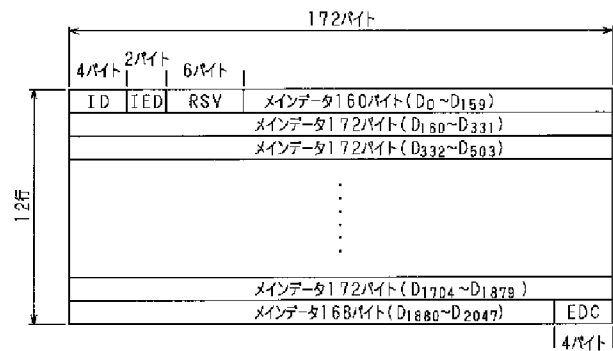 172バイト
4バイト 2バイト 6バイト
ID IED RSV メインデータ160バイト(D0~D159)
メインデータ172バイト(D160~D331)
メインデータ172バイト(D332~D503)
12行
メインデータ172バイト(D1704~D1879)
メインデータ168バイト(D1880~D2047) EDC
4バイト